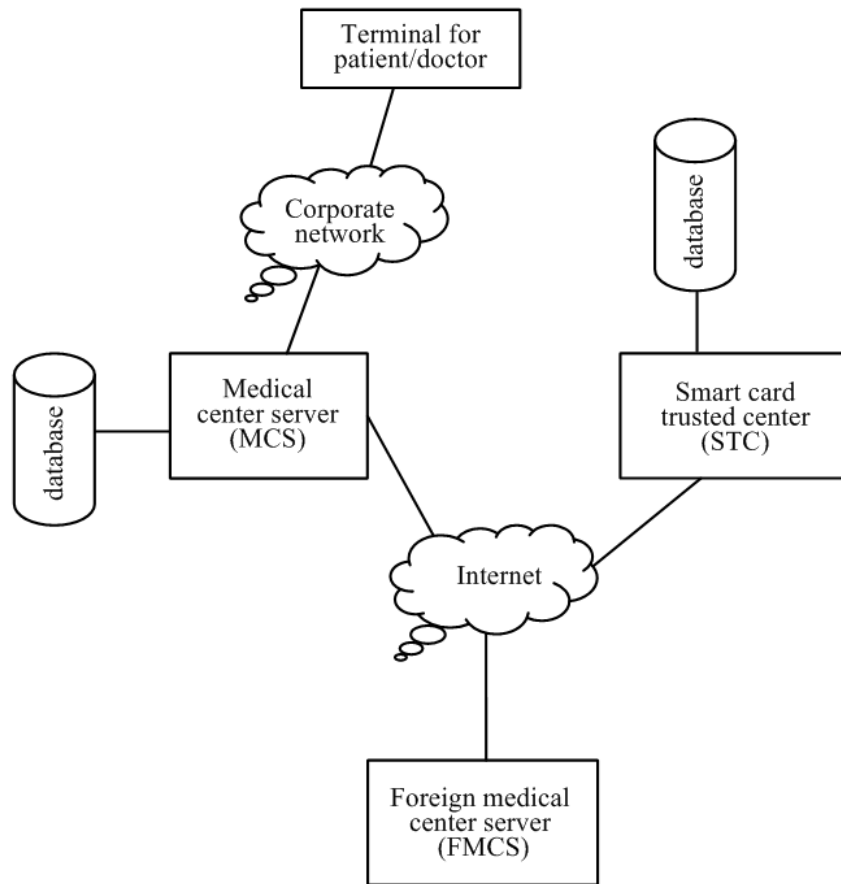 Terminal for
patient/doctor
Corporate
network
database
Medical
center server
(MCS)
database
Smart card
trusted center
(STC)
Internet
Foreign medical
center server
(FMCS)